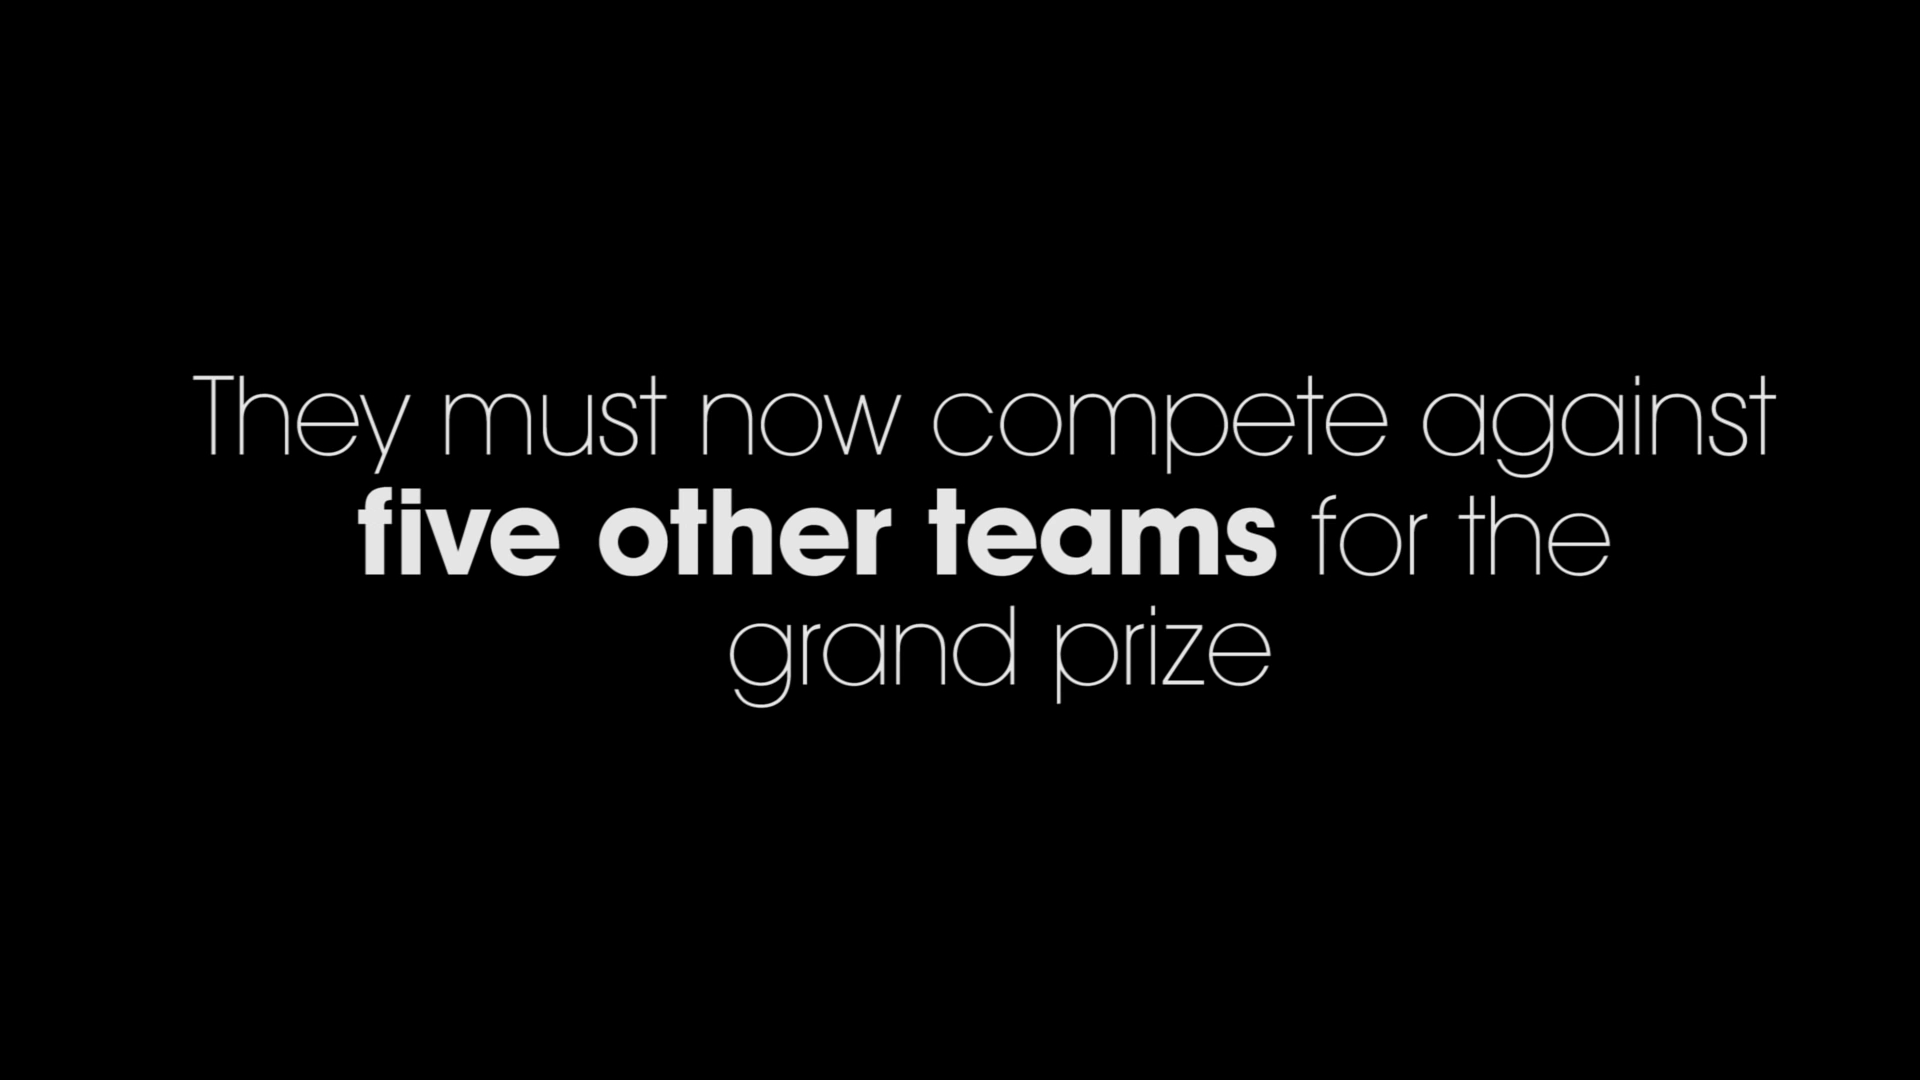 They must now compete against
five other teams for the
grand prize